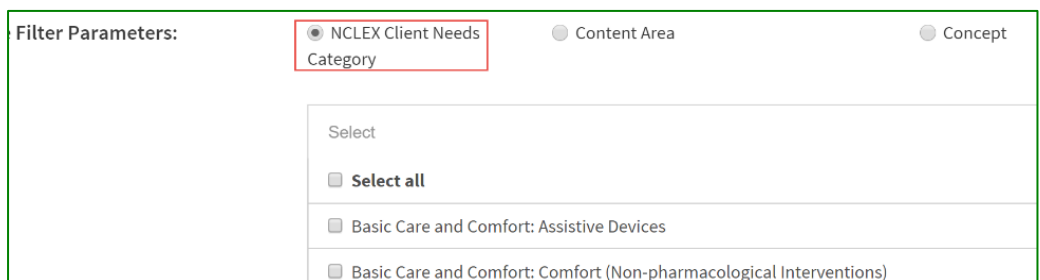 Filter Parameters:
NCLEX Client Needs Category
Content Area
Concept
Select
Select all
Basic Care and Comfort: Assistive Devices
Basic Care and Comfort: Comfort (Non-pharmacological Interventions)